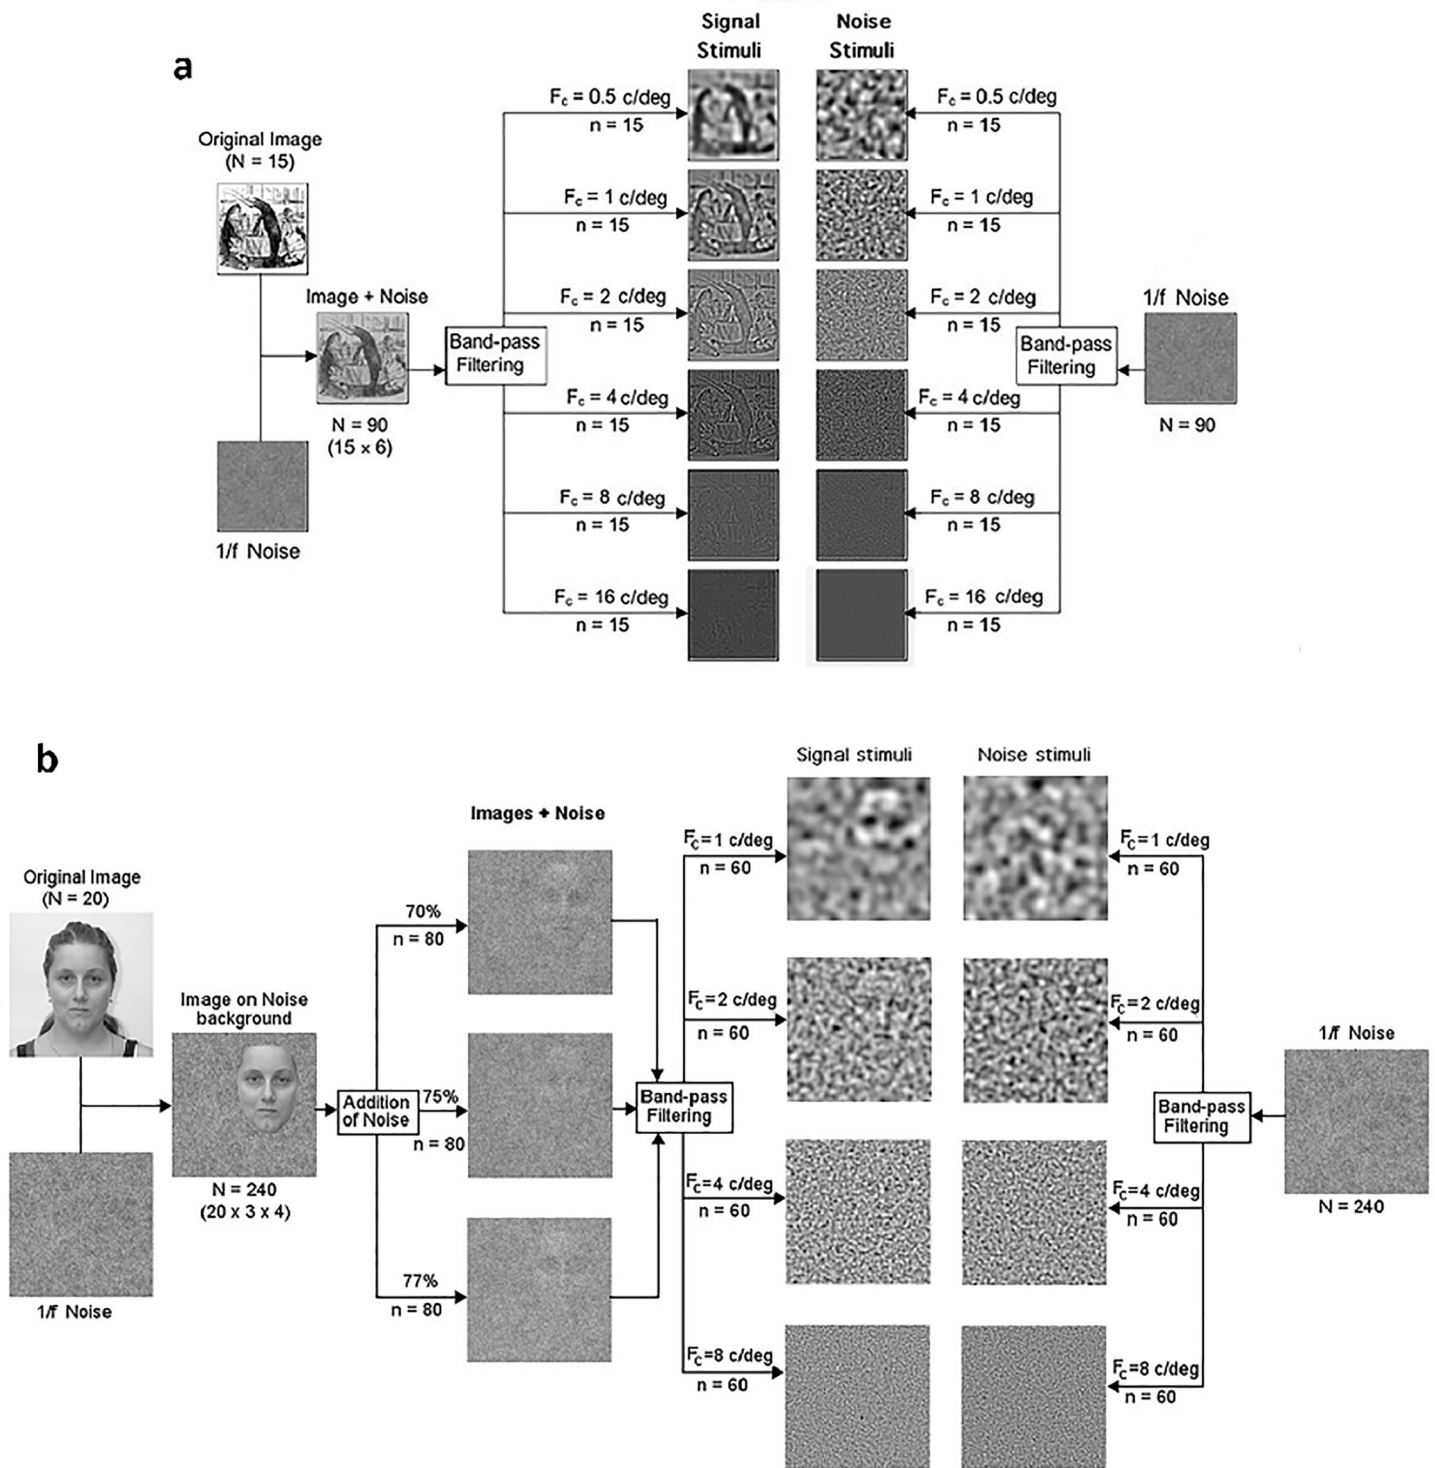 a
Signal
Stimuli
Noise
Stimuli
Original Image
(N = 15)
1/f Noise
Image + Noise
N = 90
(15 x 6)
Band-pass
Filtering
Fc = 0.5 c/deg
n = 15
Fc = 1 c/deg
n = 15
Fc = 2 c/deg
n = 15
Fc = 4 c/deg
n = 15
Fc = 8 c/deg
n = 15
Fc = 16 c/deg
n = 15
Fc = 0.5 c/deg
n = 15
Fc = 1 c/deg
n = 15
Fc = 2 c/deg
n = 15
Fc = 4 c/deg
n = 15
Fc = 8 c/deg
n = 15
Fc = 16 c/deg
n = 15
Band-pass
Filtering
1/f Noise
N = 90
b
Original Image
(N = 20)
1/f Noise
Image on Noise
background
N = 240
(20 x 3 x 4)
Addition
of Noise
Images + Noise
70%
n = 80
75%
n = 80
77%
n = 80
Band-pass
Filtering
Signal stimuli
Noise stimuli
FC=1 c/deg
n = 60
FC=2 c/deg
n = 60
FC=4 c/deg
n = 60
FC=8 c/deg
n = 60
FC=1 c/deg
n = 60
FC=2 c/deg
n = 60
FC=4 c/deg
n = 60
FC=8 c/deg
n = 60
Band-pass
Filtering
1/f Noise
N = 240